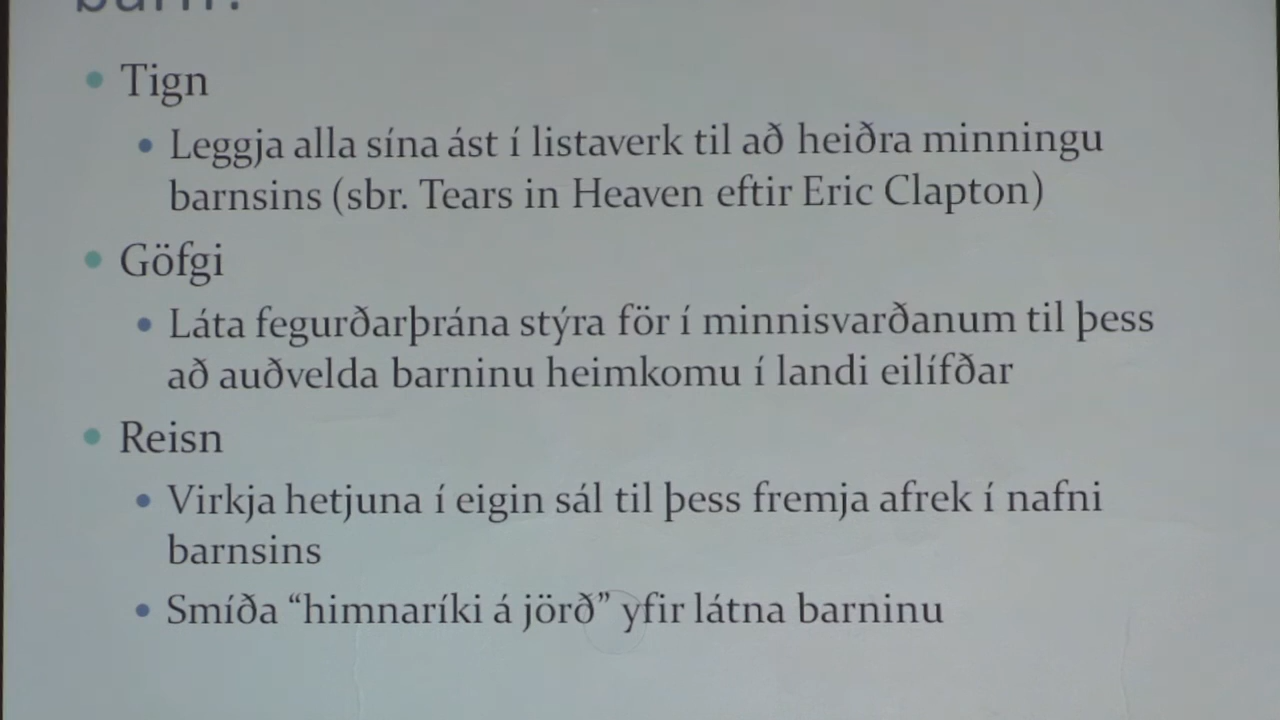 barn?
Tign
Leggja alla sína ást í listaverk til að heiðra minningu
barnsins (sbr. Tears in Heaven eftir Eric Clapton)
Göfgi
Láta fegurðarþrána stýra för í minnisvarðanum til þess
að auðvelda barninu heimkomu í landi eilífðar
Reisn
Virkja hetjuna í eigin sál til þess fremja afrek í nafni
barnsins
Smíða “himnaríki á jörð” yfir látna barninu